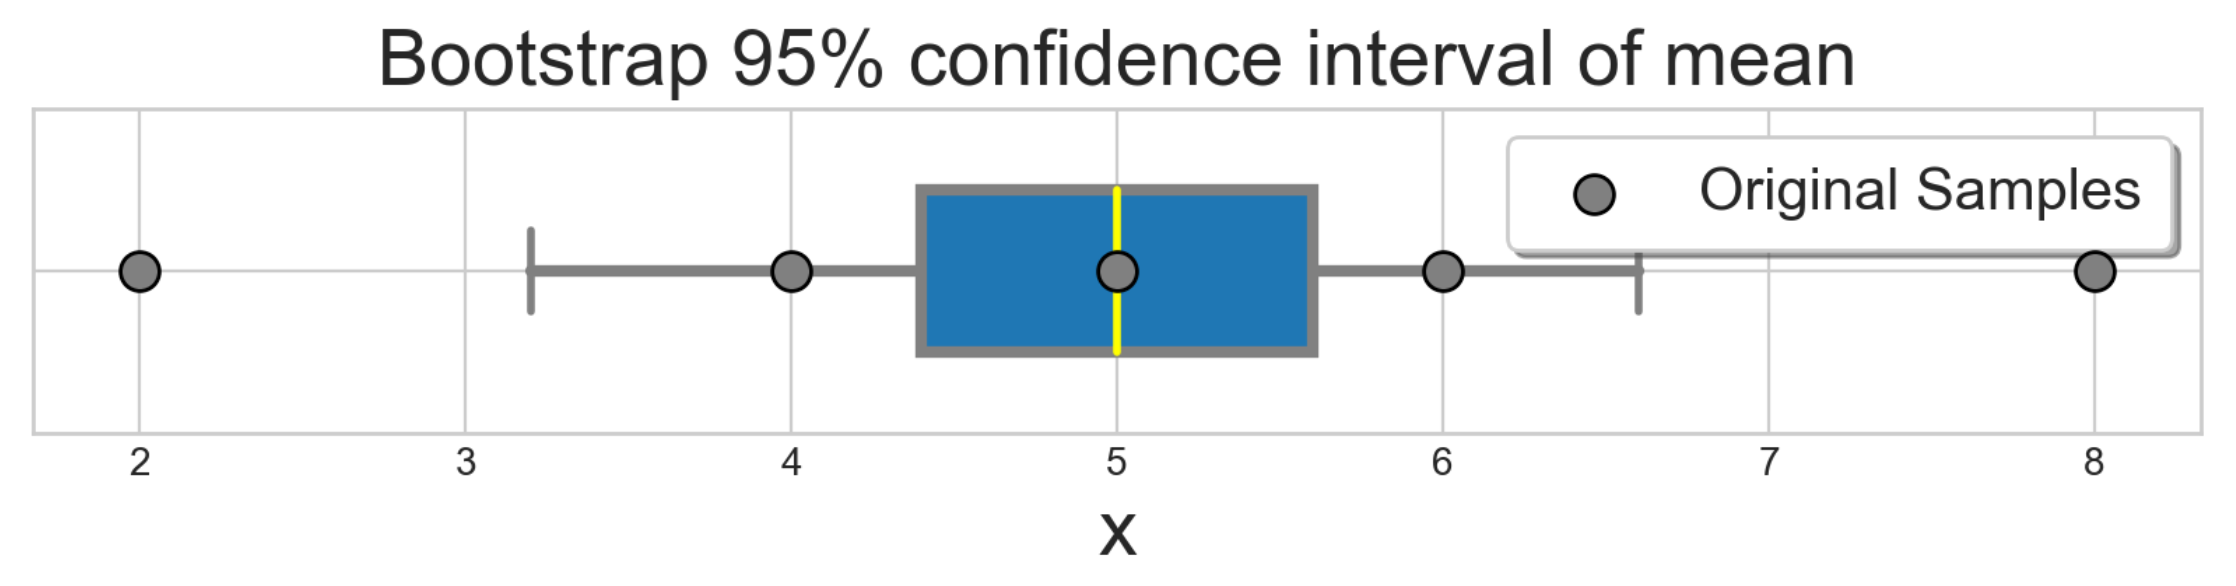 Bootstrap 95% confidence interval of mean
Original Samples
2 3 4 5 6 7 8
x